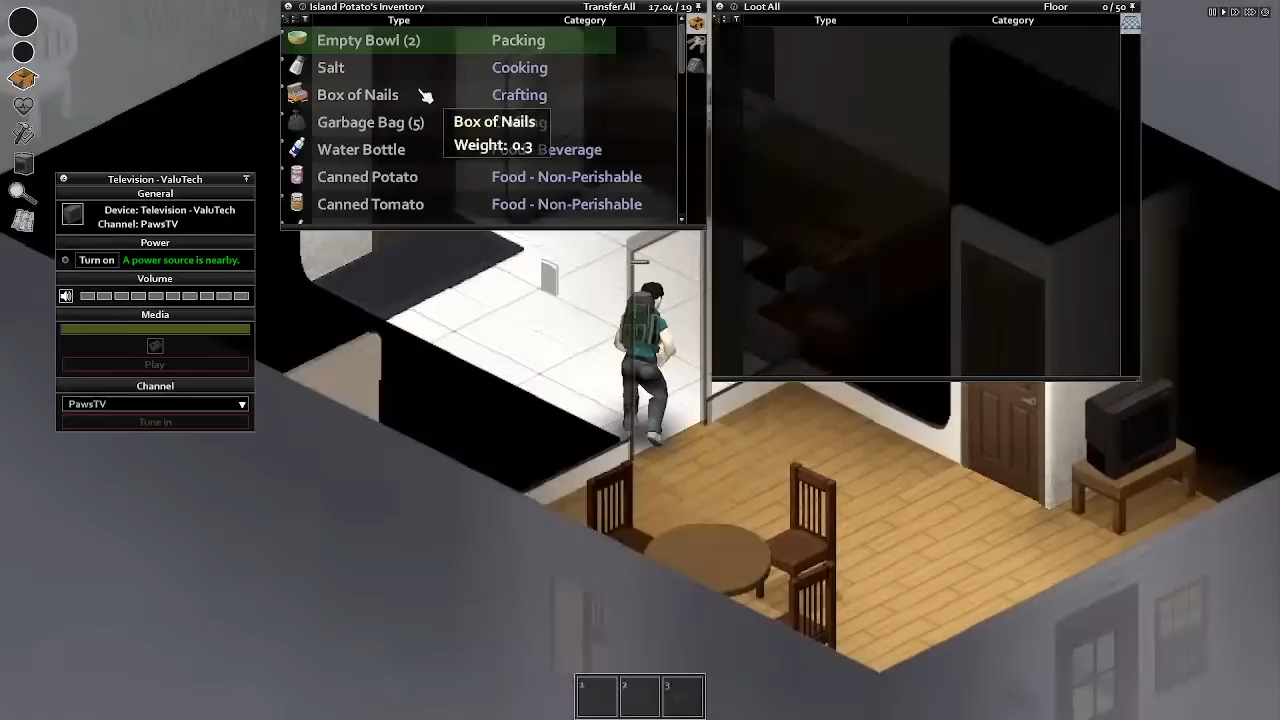 Island Potato's Inventory Transfer All 17.04 / 19
Type Category
Empty Bowl (2) Packing
Salt Cooking
Box of Nails Crafting
Garbage Bag (5)
Water Bottle Beverage
Canned Potato Food - Non-Perishable
Canned Tomato Food - Non-Perishable
Box of Nails
Weight: 0.3
Loot All Floor 0 / 50
Type Category
Television - ValuTech
General
Device: Television - ValuTech
Channel: PawsTV
Power
Turn on A power source is nearby.
Volume
Media
Play
Channel
PawsTV
Tune in
1 2 3